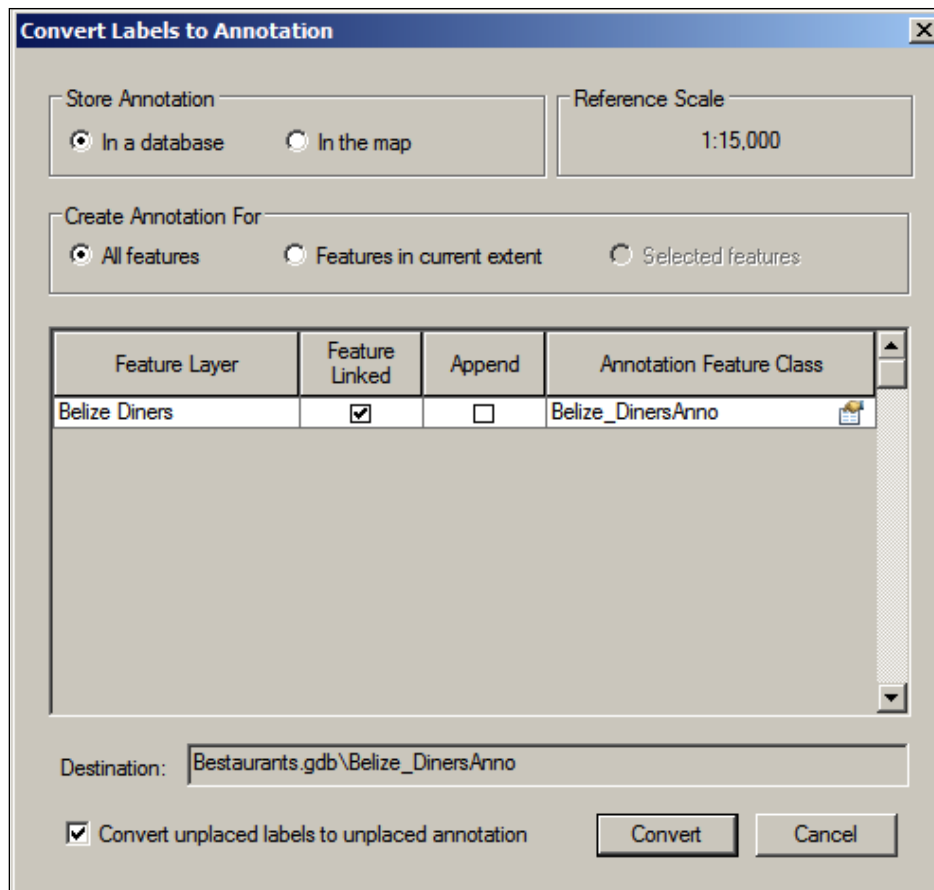 Convert Labels to Annotation
Store Annotation
In a database
In the map
Reference Scale
1:15,000
Create Annotation For
All features
Features in current extent
Selected features
Feature Layer
Feature Linked
Append
Annotation Feature Class
Belize Diners
Belize_DinersAnno
Destination:
Bestaurants.gdb\Belize_DinersAnno
Convert unplaced labels to unplaced annotation
Convert
Cancel